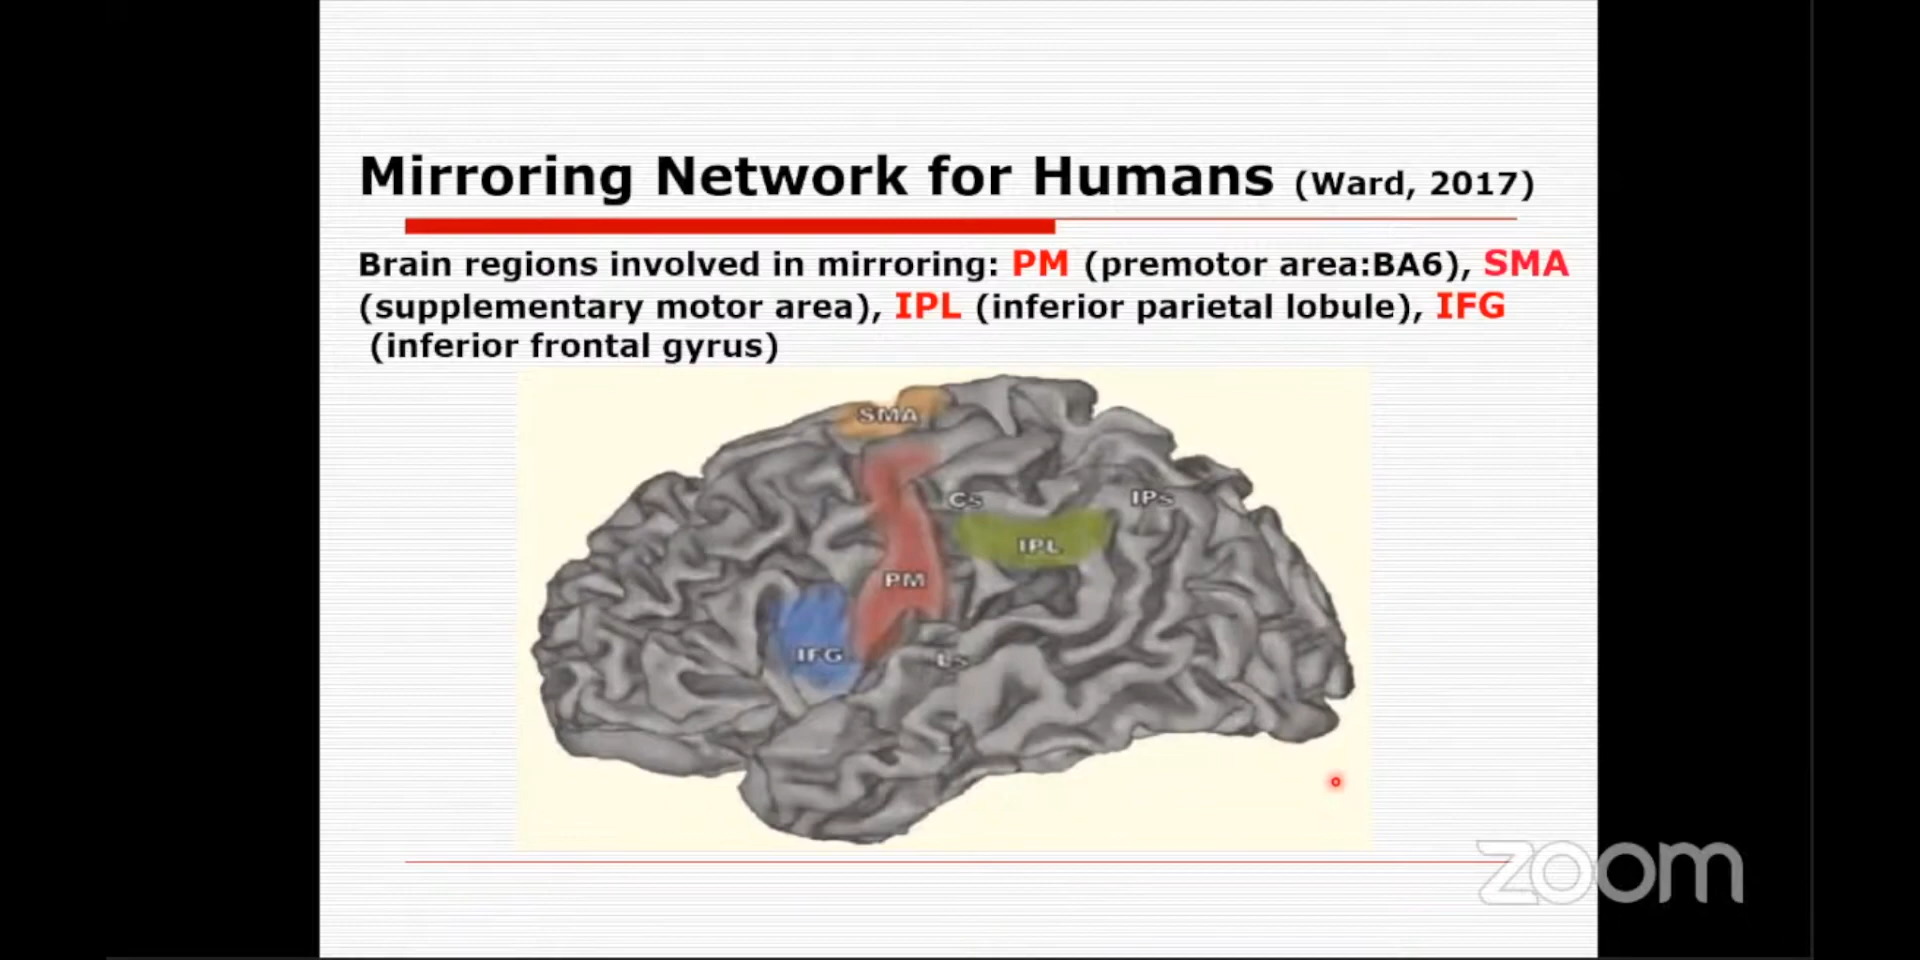 Mirroring Network for Humans (Ward, 2017)
Brain regions involved in mirroring: PM (premotor area:BA6), SMA
(supplementary motor area), IPL (inferior parietal lobule), IFG
(inferior frontal gyrus)
SMA
CS
IPS
IPL
PM
IFG
LS
zoom